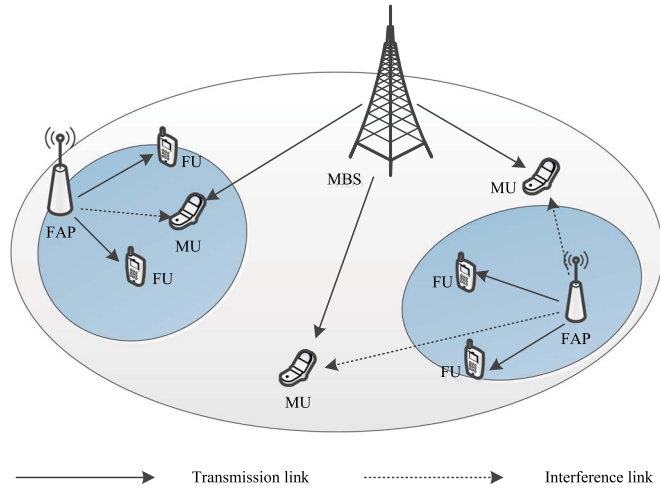 FU
MBS
MU
FAP
MU
FU
FU
FAP
FU
MU
Transmission link
Interference link